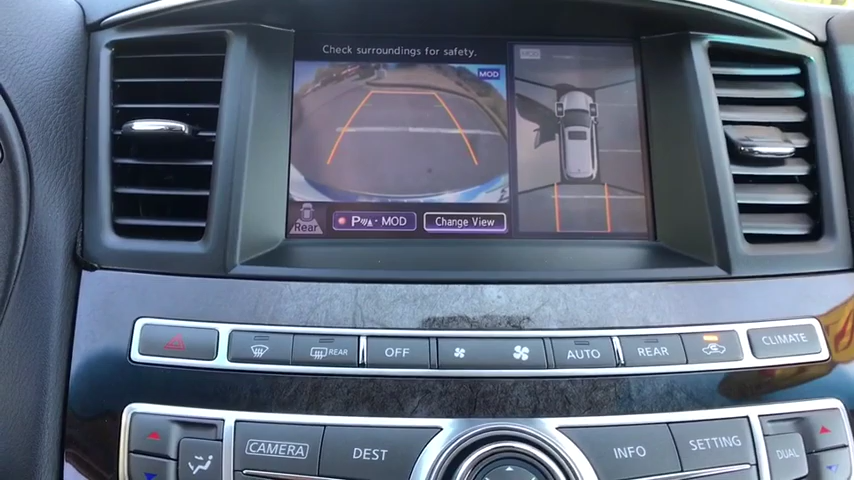 Check surroundings for safety.
MOD
MOD
Rear
P MOD
Change View
REAR
OFF
AUTO
REAR
CLIMATE
CAMERA
DEST
INFO
SETTING
DUAL